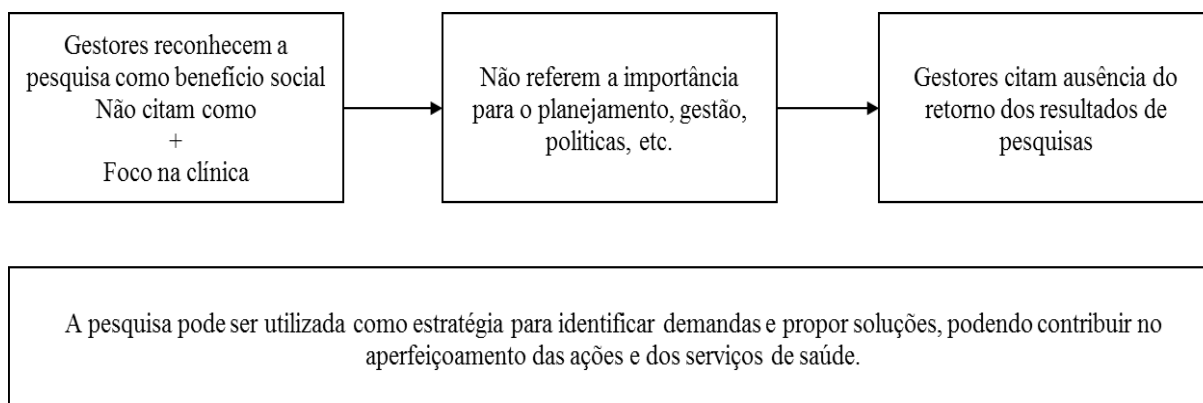 Gestores reconhecem a
pesquisa como benefício social
Não citam como
+
Foco na clínica
Não referem a importância
para o planejamento, gestão,
politicas, etc.
Gestores citam ausência do
retorno dos resultados de
pesquisas
A pesquisa pode ser utilizada como estratégia para identificar demandas e propor soluções, podendo contribuir no
aperfeiçoamento das ações e dos serviços de saúde.